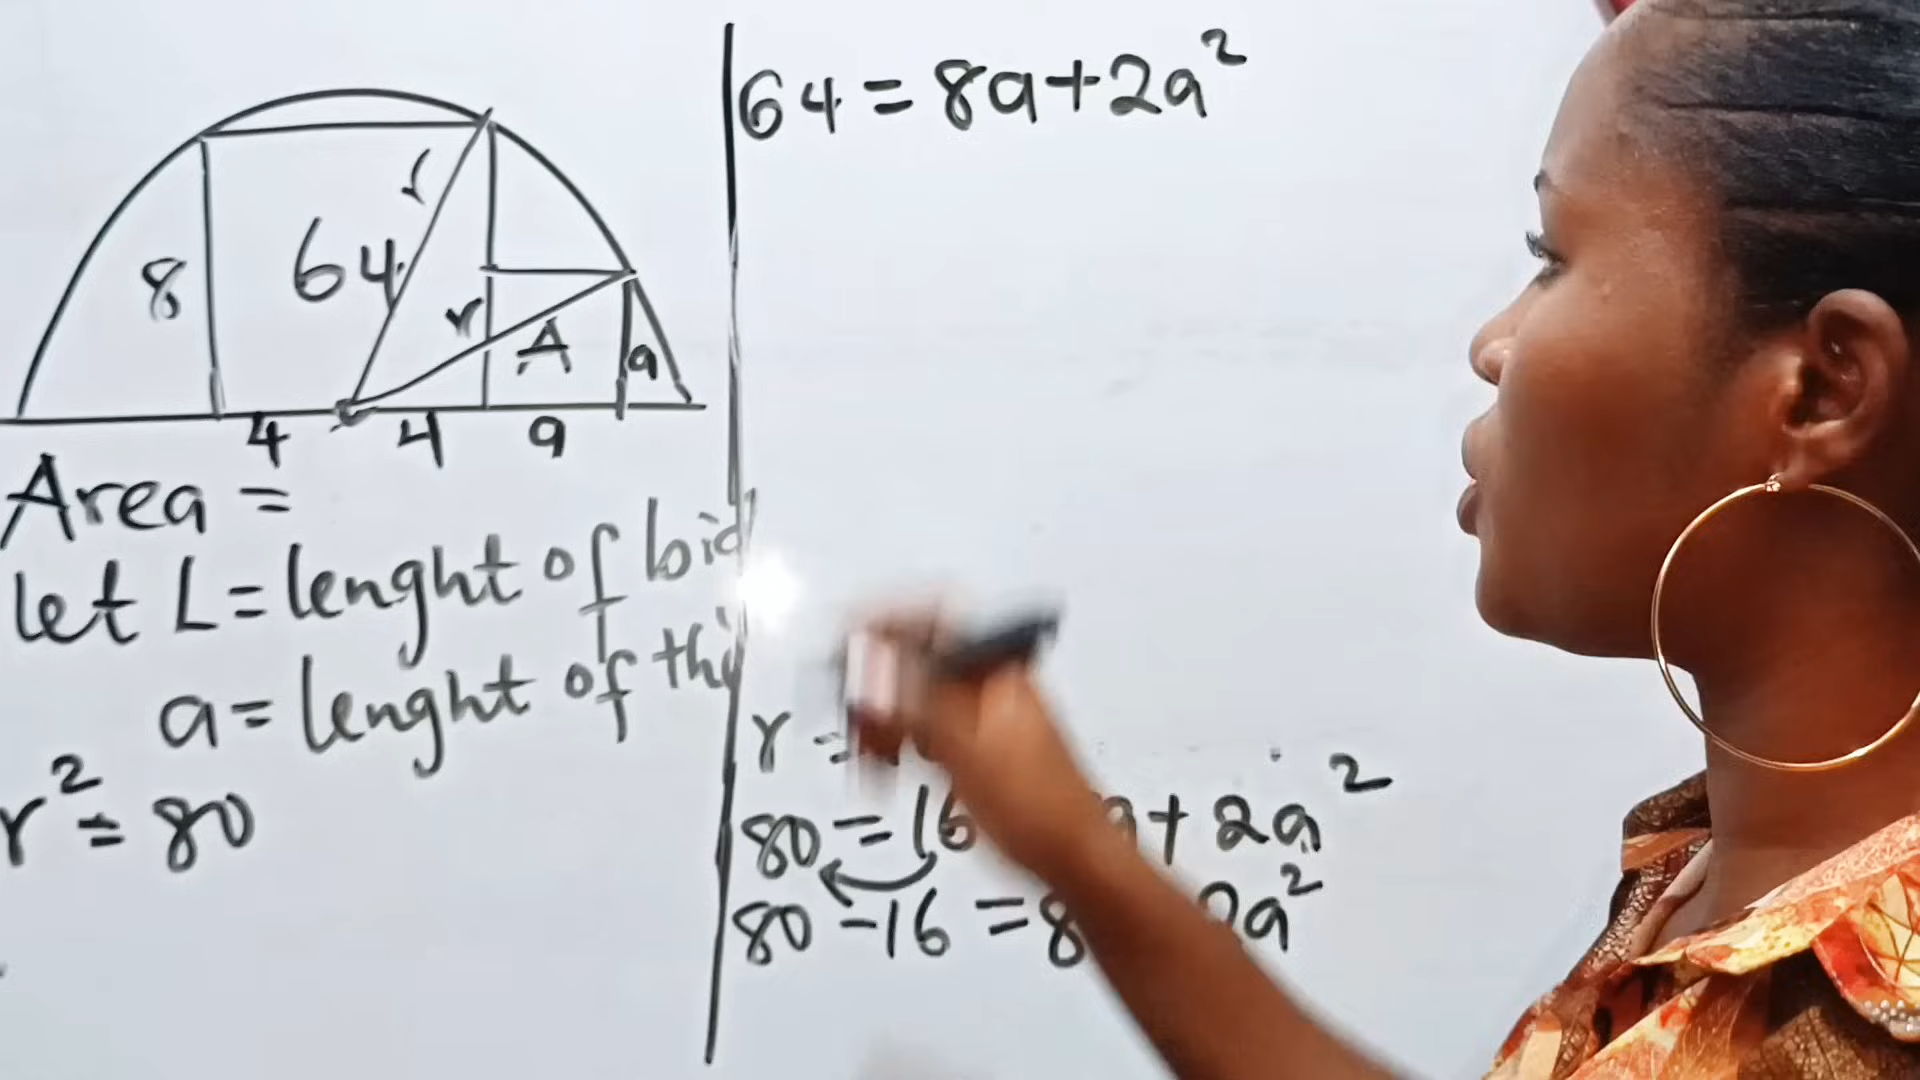 64 = 8a+2a²
r
8
64
r
A
a
4
4
a
Area =
let L = lenght of
a = lenght of
r² = 80
r =
80 = 16 + 2a²
80 - 16 = 8 2a²